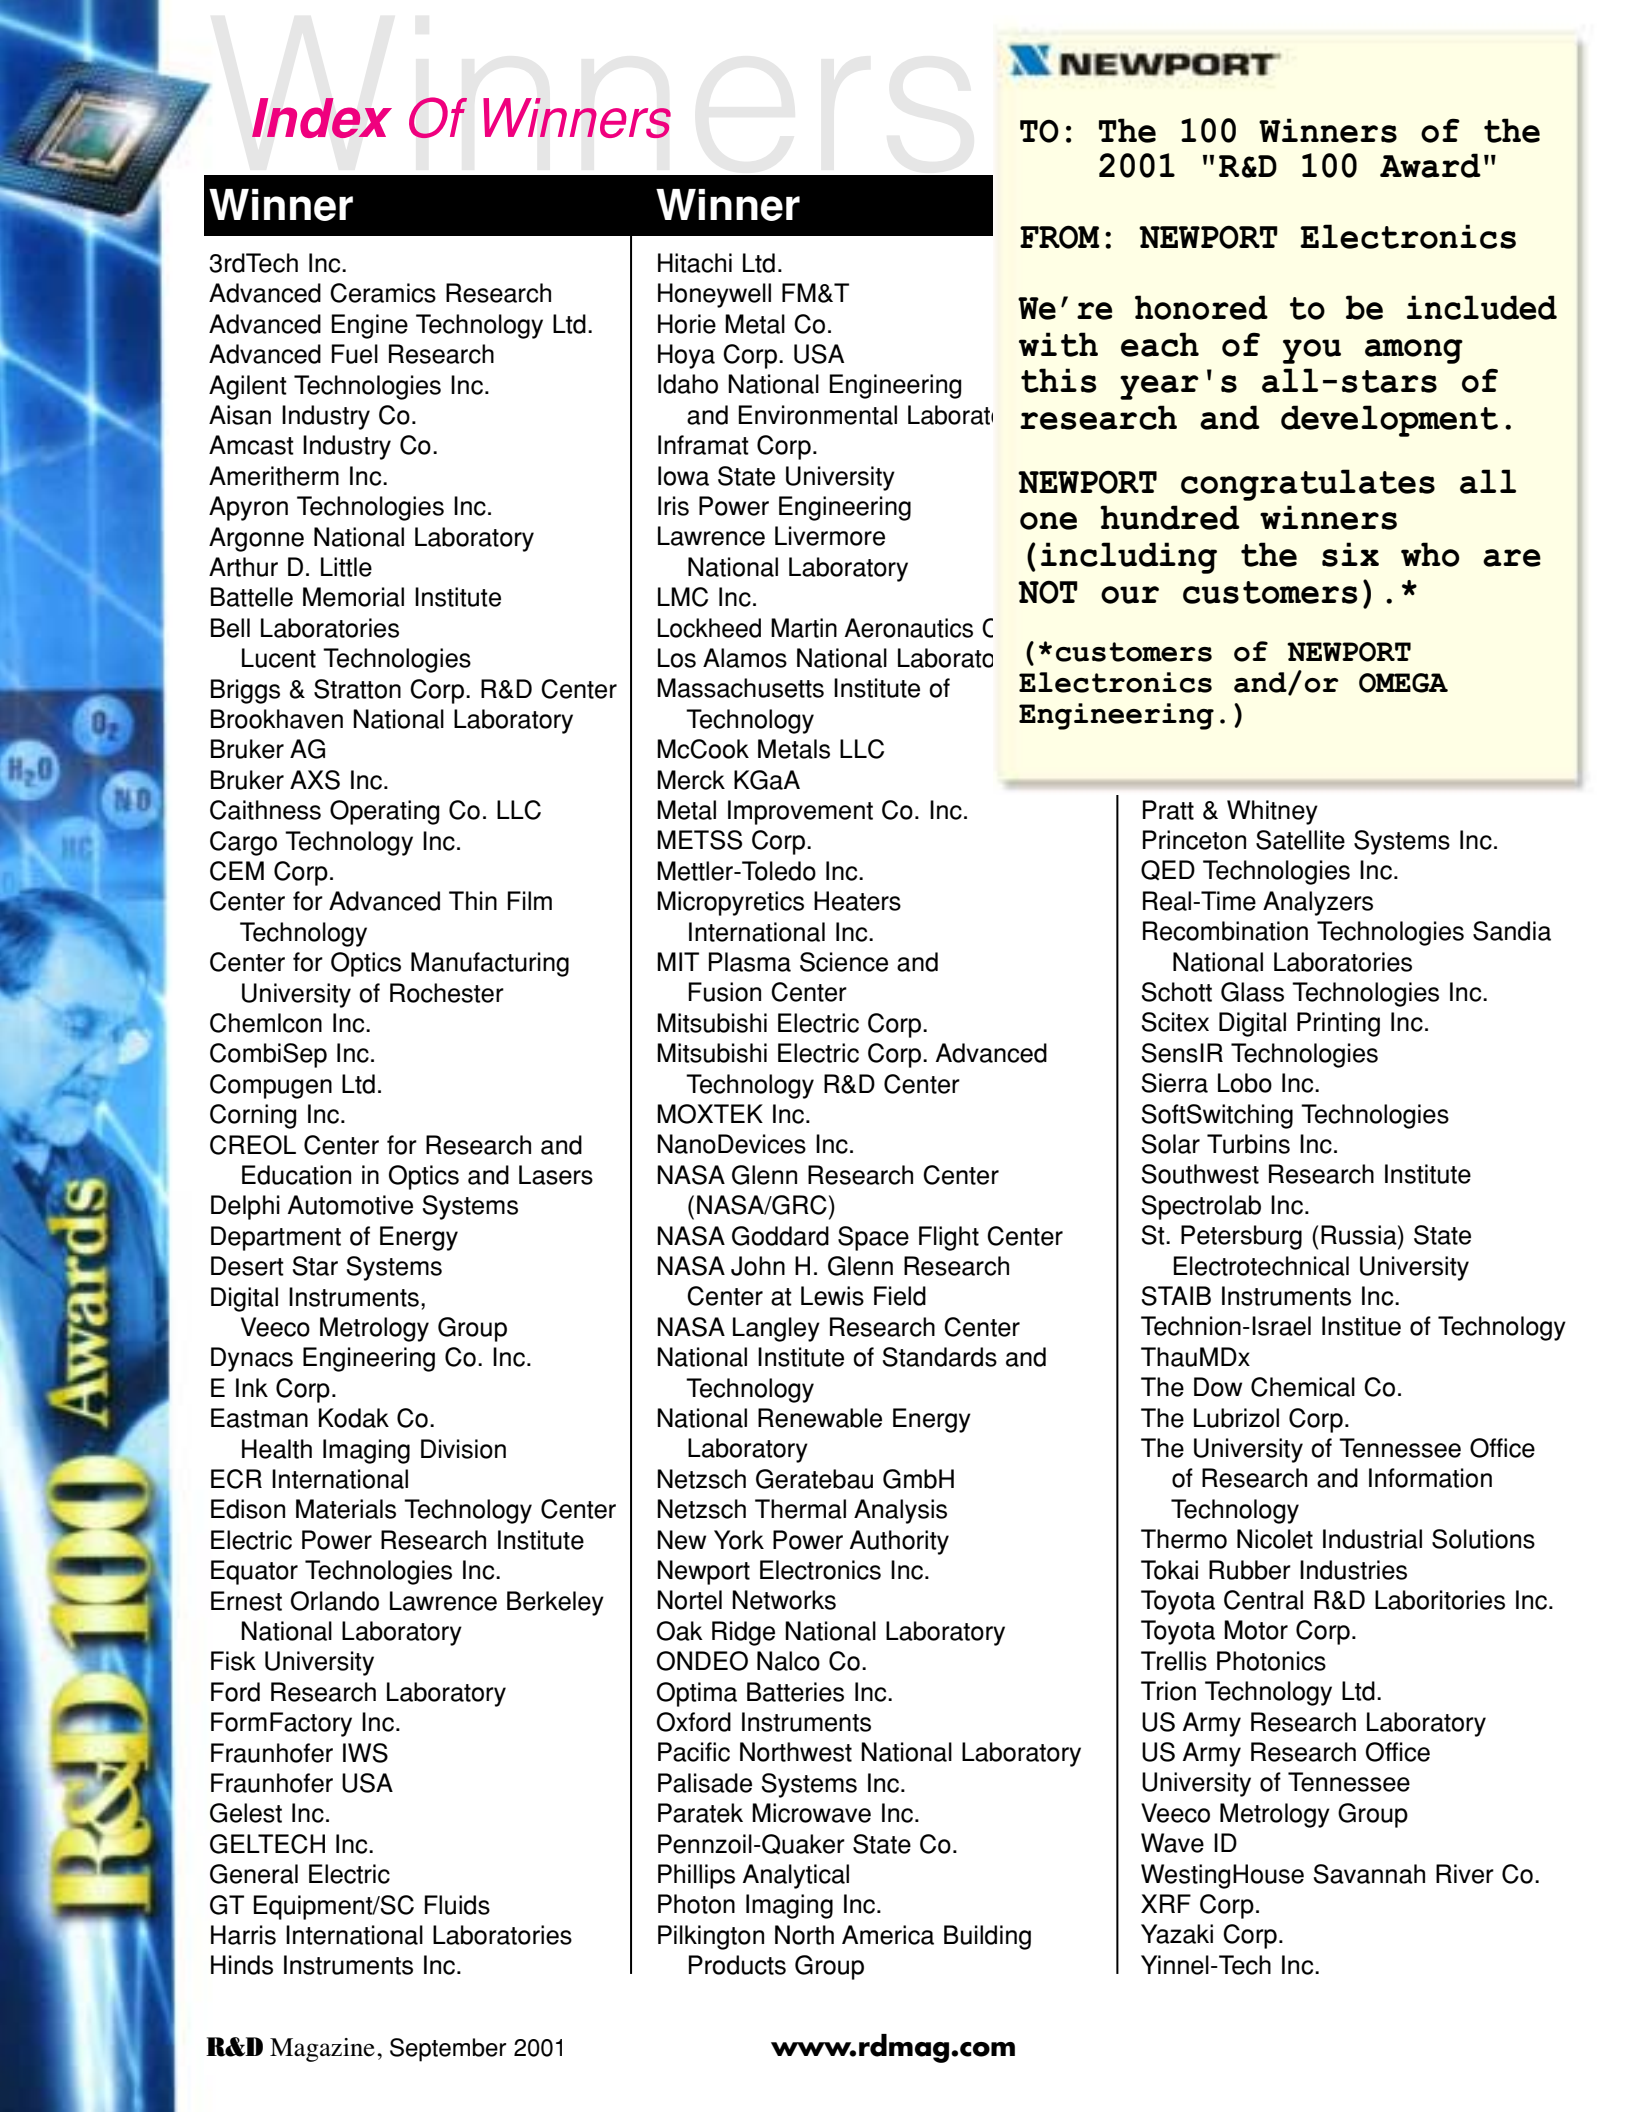 Winners
Index Of Winners
Winner
3rdTech Inc.
Advanced Ceramics Research
Advanced Engine Technology Ltd.
Advanced Fuel Research
Agilent Technologies Inc.
Aisan Industry Co.
Amcast Industry Co.
Ameritherm Inc.
Apyron Technologies Inc.
Argonne National Laboratory
Arthur D. Little
Battelle Memorial Institute
Bell Laboratories
Lucent Technologies
Briggs & Stratton Corp. R&D Center
Brookhaven National Laboratory
Bruker AG
Bruker AXS Inc.
Caithness Operating Co. LLC
Cargo Technology Inc.
CEM Corp.
Center for Advanced Thin Film
Technology
Center for Optics Manufacturing
University of Rochester
ChemIcon Inc.
CombiSep Inc.
Compugen Ltd.
Corning Inc.
CREOL Center for Research and
Education in Optics and Lasers
Delphi Automotive Systems
Department of Energy
Desert Star Systems
Digital Instruments,
Veeco Metrology Group
Dynacs Engineering Co. Inc.
E Ink Corp.
Eastman Kodak Co.
Health Imaging Division
ECR International
Edison Materials Technology Center
Electric Power Research Institute
Equator Technologies Inc.
Ernest Orlando Lawrence Berkeley
National Laboratory
Fisk University
Ford Research Laboratory
FormFactory Inc.
Fraunhofer IWS
Fraunhofer USA
Gelest Inc.
GELTECH Inc.
General Electric
GT Equipment/SC Fluids
Harris International Laboratories
Hinds Instruments Inc.
Winner
Hitachi Ltd.
Honeywell FM&T
Horie Metal Co.
Hoya Corp. USA
Idaho National Engineering
and Environmental Laborat
Inframat Corp.
Iowa State University
Iris Power Engineering
Lawrence Livermore
National Laboratory
LMC Inc.
Lockheed Martin Aeronautics C
Los Alamos National Laborato
Massachusetts Institute of
Technology
McCook Metals LLC
Merck KGaA
Metal Improvement Co. Inc.
METSS Corp.
Mettler-Toledo Inc.
Micropyretics Heaters
International Inc.
MIT Plasma Science and
Fusion Center
Mitsubishi Electric Corp.
Mitsubishi Electric Corp. Advanced
Technology R&D Center
MOXTEK Inc.
NanoDevices Inc.
NASA Glenn Research Center
(NASA/GRC)
NASA Goddard Space Flight Center
NASA John H. Glenn Research
Center at Lewis Field
NASA Langley Research Center
National Institute of Standards and
Technology
National Renewable Energy
Laboratory
Netzsch Geratebau GmbH
Netzsch Thermal Analysis
New York Power Authority
Newport Electronics Inc.
Nortel Networks
Oak Ridge National Laboratory
ONDEO Nalco Co.
Optima Batteries Inc.
Oxford Instruments
Pacific Northwest National Laboratory
Palisade Systems Inc.
Paratek Microwave Inc.
Pennzoil-Quaker State Co.
Phillips Analytical
Photon Imaging Inc.
Pilkington North America Building
Products Group
NEWPORT
TO: The 100 Winners of the
2001 "R&D 100 Award"
FROM: NEWPORT Electronics
We're honored to be included
with each of you among
this year's all-stars of
research and development.
NEWPORT congratulates all
one hundred winners
(including the six who are
NOT our customers).*
(*customers of NEWPORT
Electronics and/or OMEGA
Engineering.)
Pratt & Whitney
Princeton Satellite Systems Inc.
QED Technologies Inc.
Real-Time Analyzers
Recombination Technologies Sandia
National Laboratories
Schott Glass Technologies Inc.
Scitex Digital Printing Inc.
SensIR Technologies
Sierra Lobo Inc.
SoftSwitching Technologies
Solar Turbins Inc.
Southwest Research Institute
Spectrolab Inc.
St. Petersburg (Russia) State
Electrotechnical University
STAIB Instruments Inc.
Technion-Israel Institue of Technology
ThauMDx
The Dow Chemical Co.
The Lubrizol Corp.
The University of Tennessee Office
of Research and Information
Technology
Thermo Nicolet Industrial Solutions
Tokai Rubber Industries
Toyota Central R&D Laboritories Inc.
Toyota Motor Corp.
Trellis Photonics
Trion Technology Ltd.
US Army Research Laboratory
US Army Research Office
University of Tennessee
Veeco Metrology Group
Wave ID
WestingHouse Savannah River Co.
XRF Corp.
Yazaki Corp.
Yinnel-Tech Inc.
O2
H2O
NO
HC
R&D 100 Awards
R&D Magazine, September 2001
www.rdmag.com